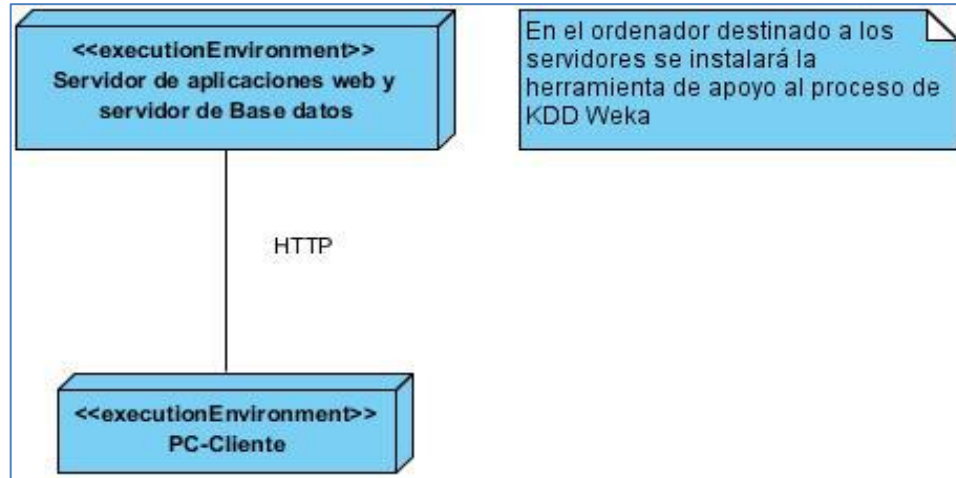 <<executionEnvironment>>
Servidor de aplicaciones web y
servidor de Base datos
En el ordenador destinado a los
servidores se instalará la
herramienta de apoyo al proceso de
KDD Weka
HTTP
<<executionEnvironment>>
PC-Cliente